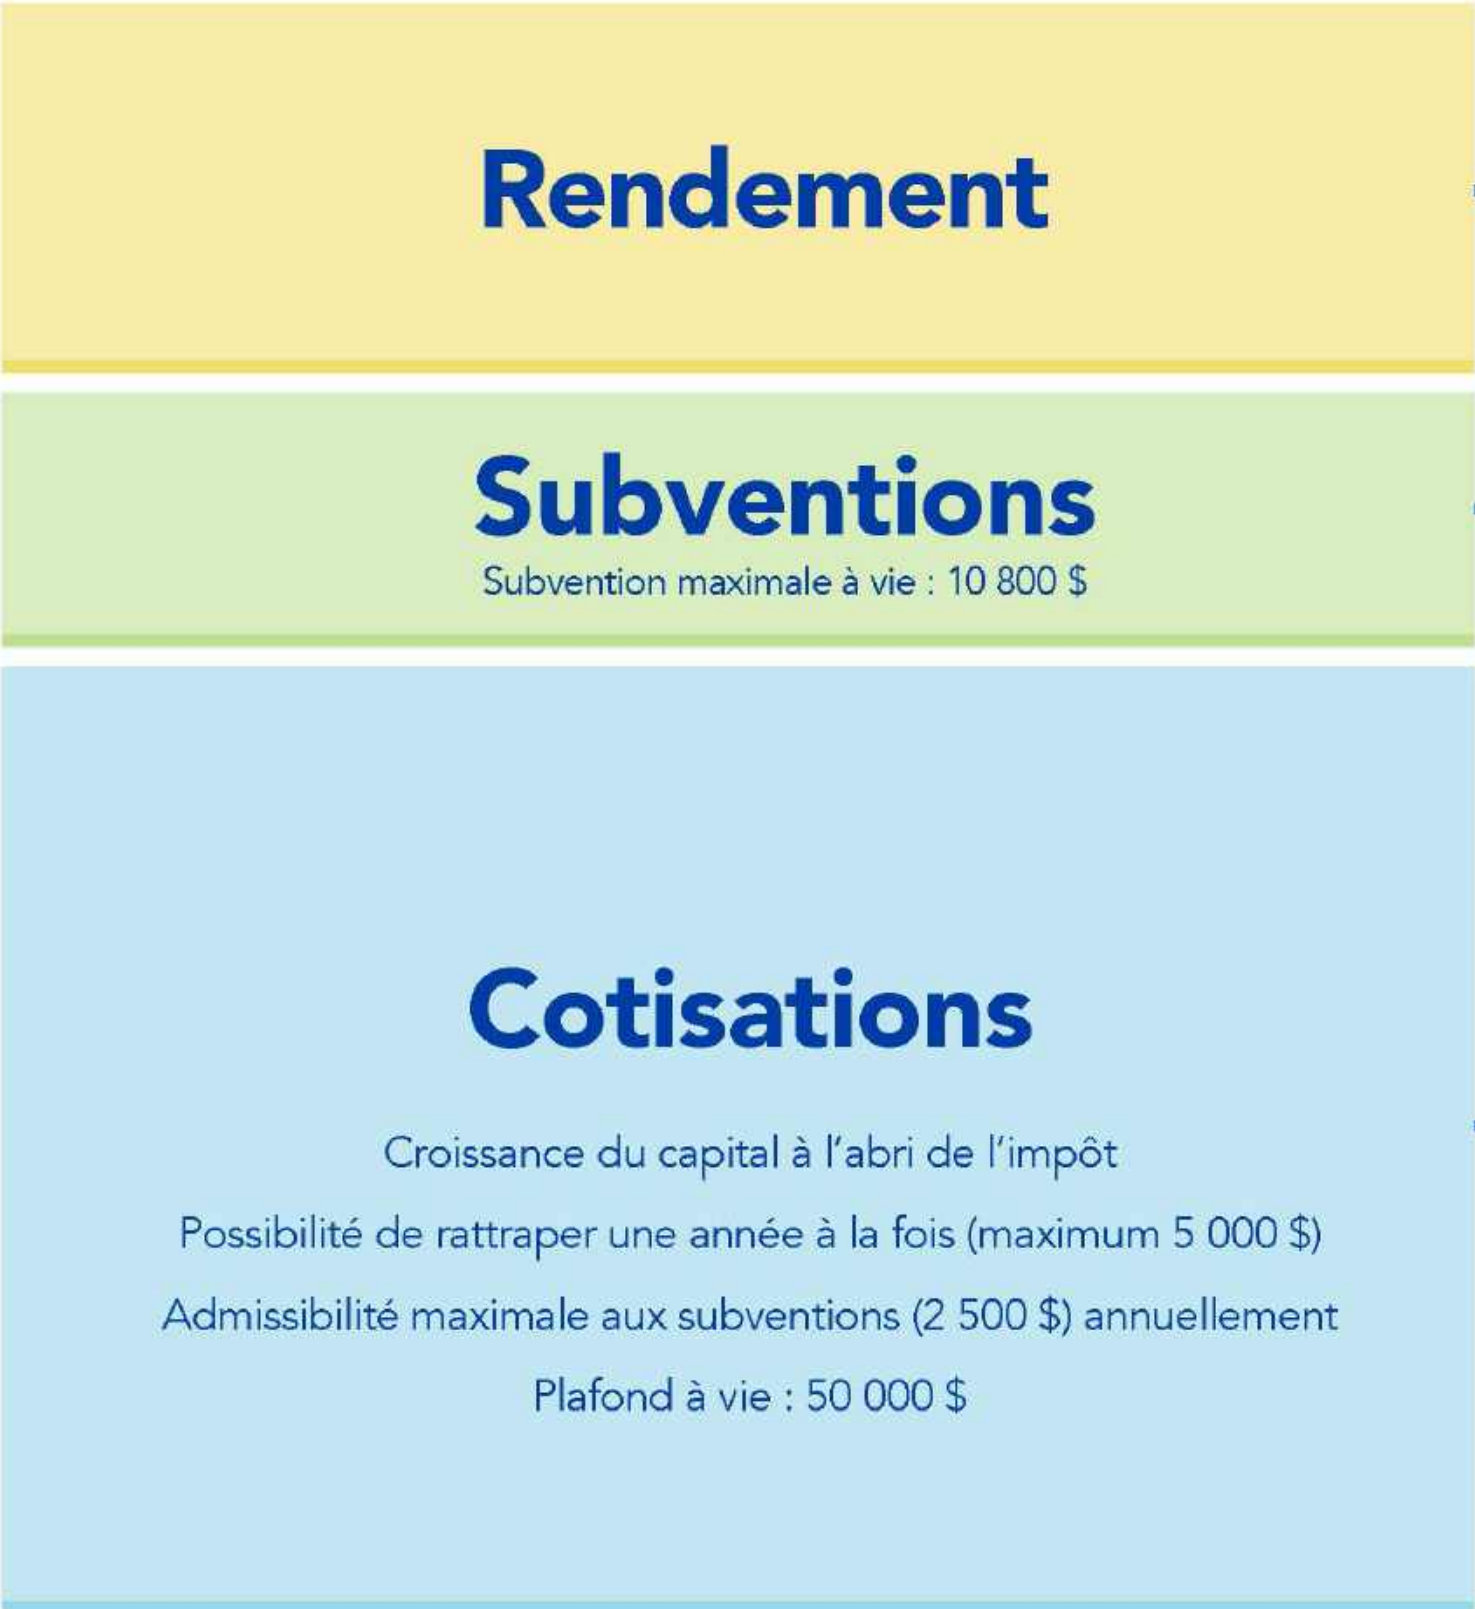 Rendement
Subventions
Subvention maximale à vie : 10 800 $
Cotisations
Croissance du capital à l'abri de l'impôt
Possibilité de rattraper une année à la fois (maximum 5 000 $)
Admissibilité maximale aux subventions (2 500 $) annuellement
Plafond à vie : 50 000 $